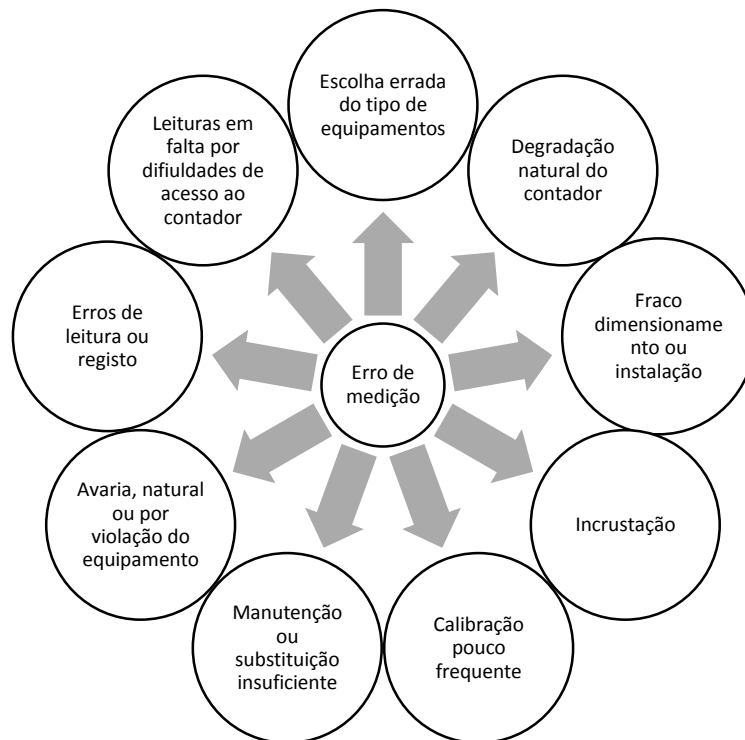 Escolha errada
do tipo de
equipamentos
Degradação
natural do
contador
Fraco
dimensioname
nto ou
instalação
Incrustação
Calibração
pouco
frequente
Manutenção
ou
substituição
insuficiente
Avaria, natural
ou por
violação do
equipamento
Erros de
leitura ou
registo
Leituras em
falta por
difiuldades de
acesso ao
contador
Erro de
medição